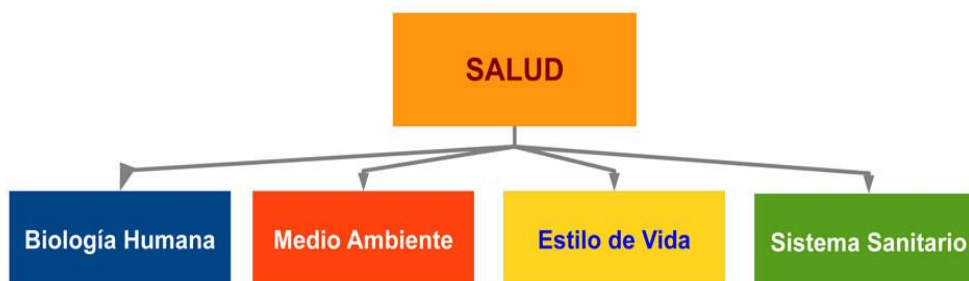 SALUD
Biología Humana
Medio Ambiente
Estilo de Vida
Sistema Sanitario